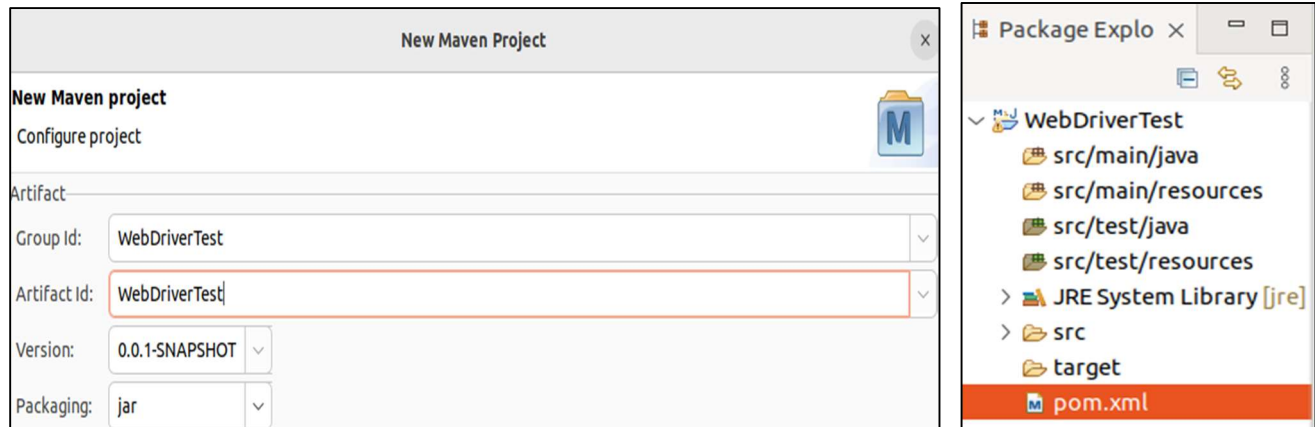 New Maven Project
New Maven project
Configure project
M
Artifact
Group Id: WebDriverTest
Artifact Id: WebDriverTest
Version: 0.0.1-SNAPSHOT
Packaging: jar
Package Explo
WebDriverTest
src/main/java
src/main/resources
src/test/java
src/test/resources
JRE System Library [jre]
src
target
M pom.xml